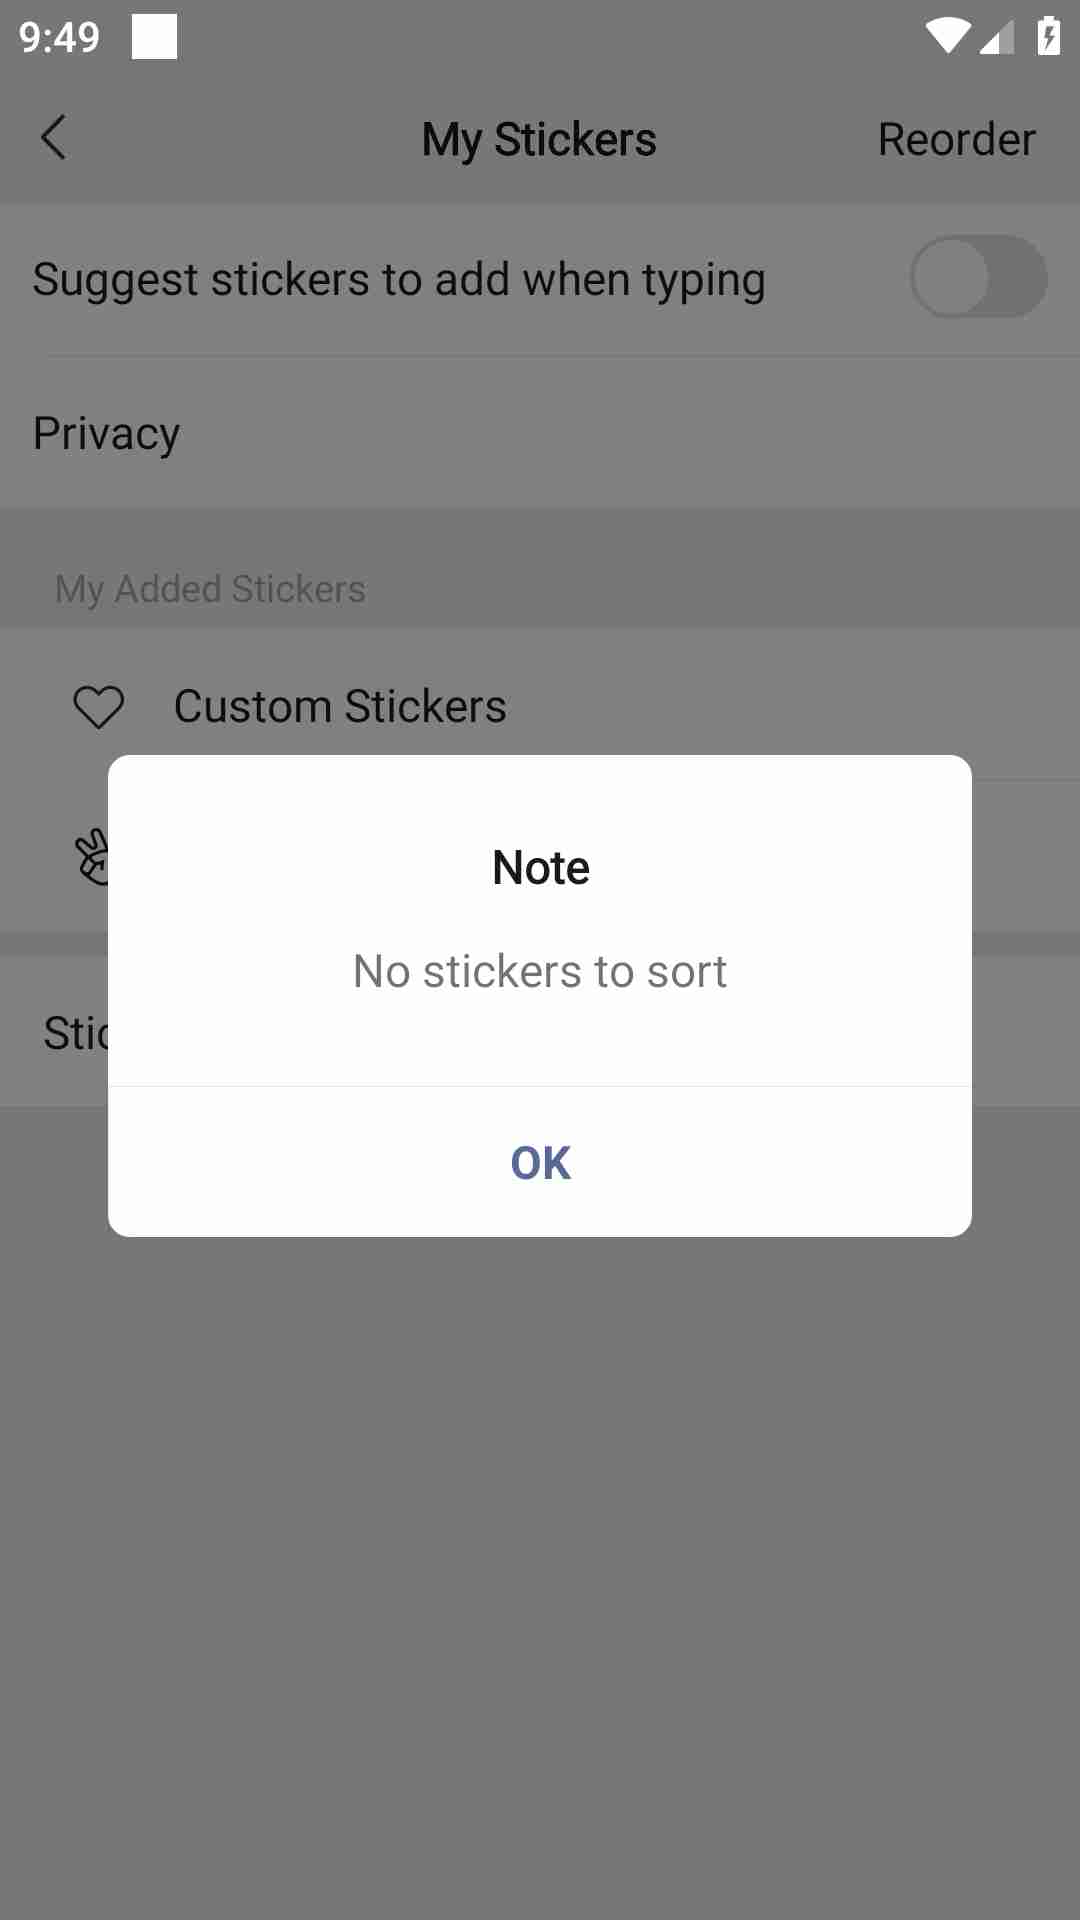 9:49
My Stickers
Reorder
Suggest stickers to add when typing
Privacy
My Added Stickers
Custom Stickers
Note
No stickers to sort
OK